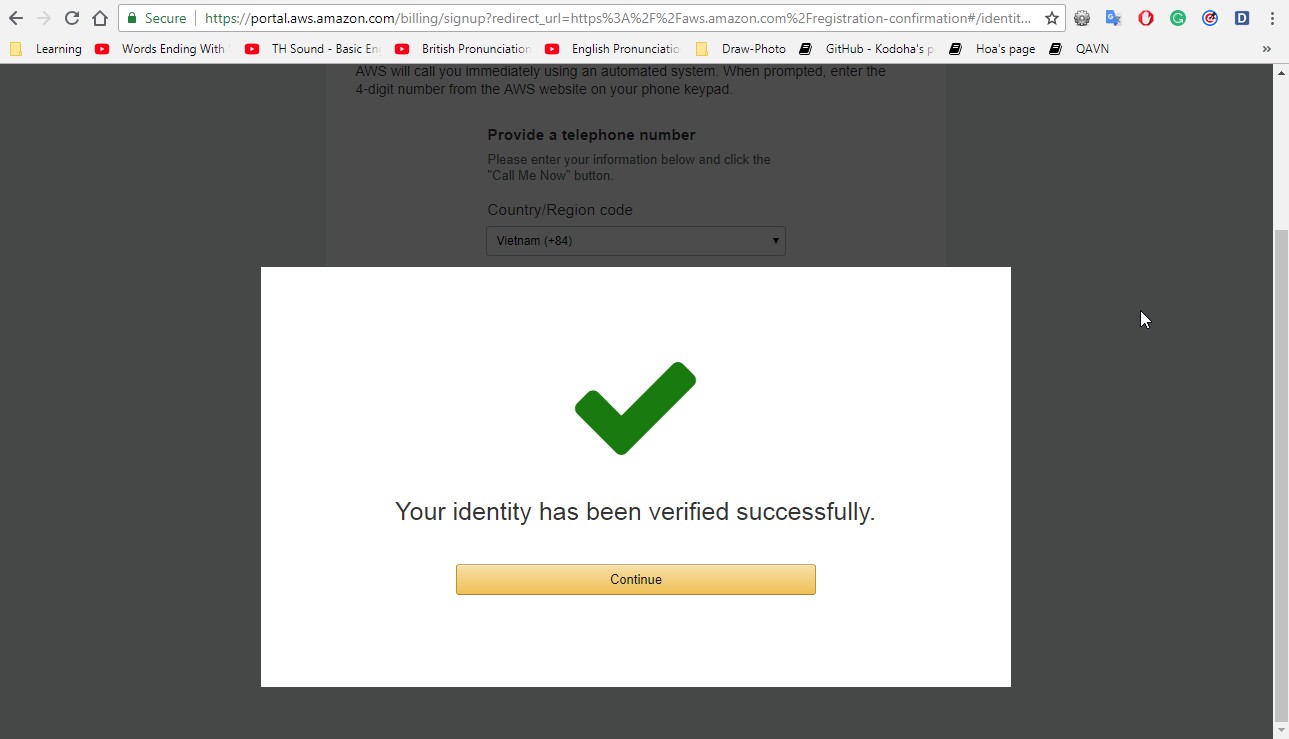 Secure https://portal.aws.amazon.com/billing/signup?redirect_url=https%3A%2F%2Faws.amazon.com%2Fregistration-confirmation#/identit...
Learning Words Ending With TH Sound - Basic En British Pronunciation English Pronunciatio Draw-Photo GitHub - Kodoha's p Hoa's page QAVN »
AWS will call you immediately using an automated system. When prompted, enter the
4-digit number from the AWS website on your phone keypad.
Provide a telephone number
Please enter your information below and click the
"Call Me Now" button.
Country/Region code
Vietnam (+84)
Your identity has been verified successfully.
Continue